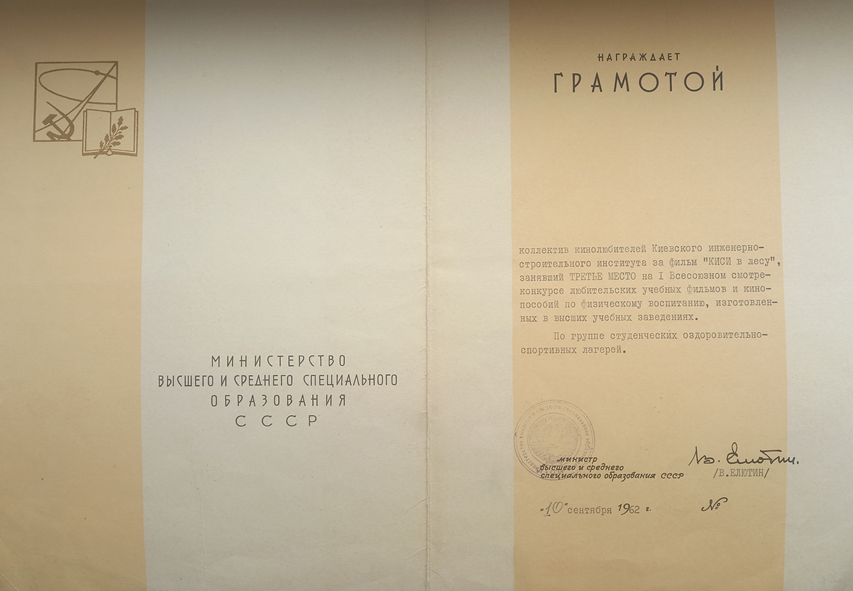 МИНИСТЕРСТВО
ВЫСШЕГО И СРЕДНЕГО СПЕЦИАЛЬНОГО
ОБРАЗОВАНИЯ
СССР
НАГРАЖДАЕТ
ГРАМОТОЙ
коллектив кинолюбителей Киевского инженерно-
строительного института за фильм "КИСИ в лесу",
занявший ТРЕТЬЕ МЕСТО на I Всесоюзном смотре-
конкурсе любительских учебных фильмов и кино-
пособий по физическому воспитанию, изготовлен-
ных в высших учебных заведениях.
По группе студенческих оздоровительно-
спортивных лагерей.
министр
высшего и среднего
специального образования СССР
В. Елютин.
/В.ЕЛЮТИН/
"10" сентября 1962 г.
№